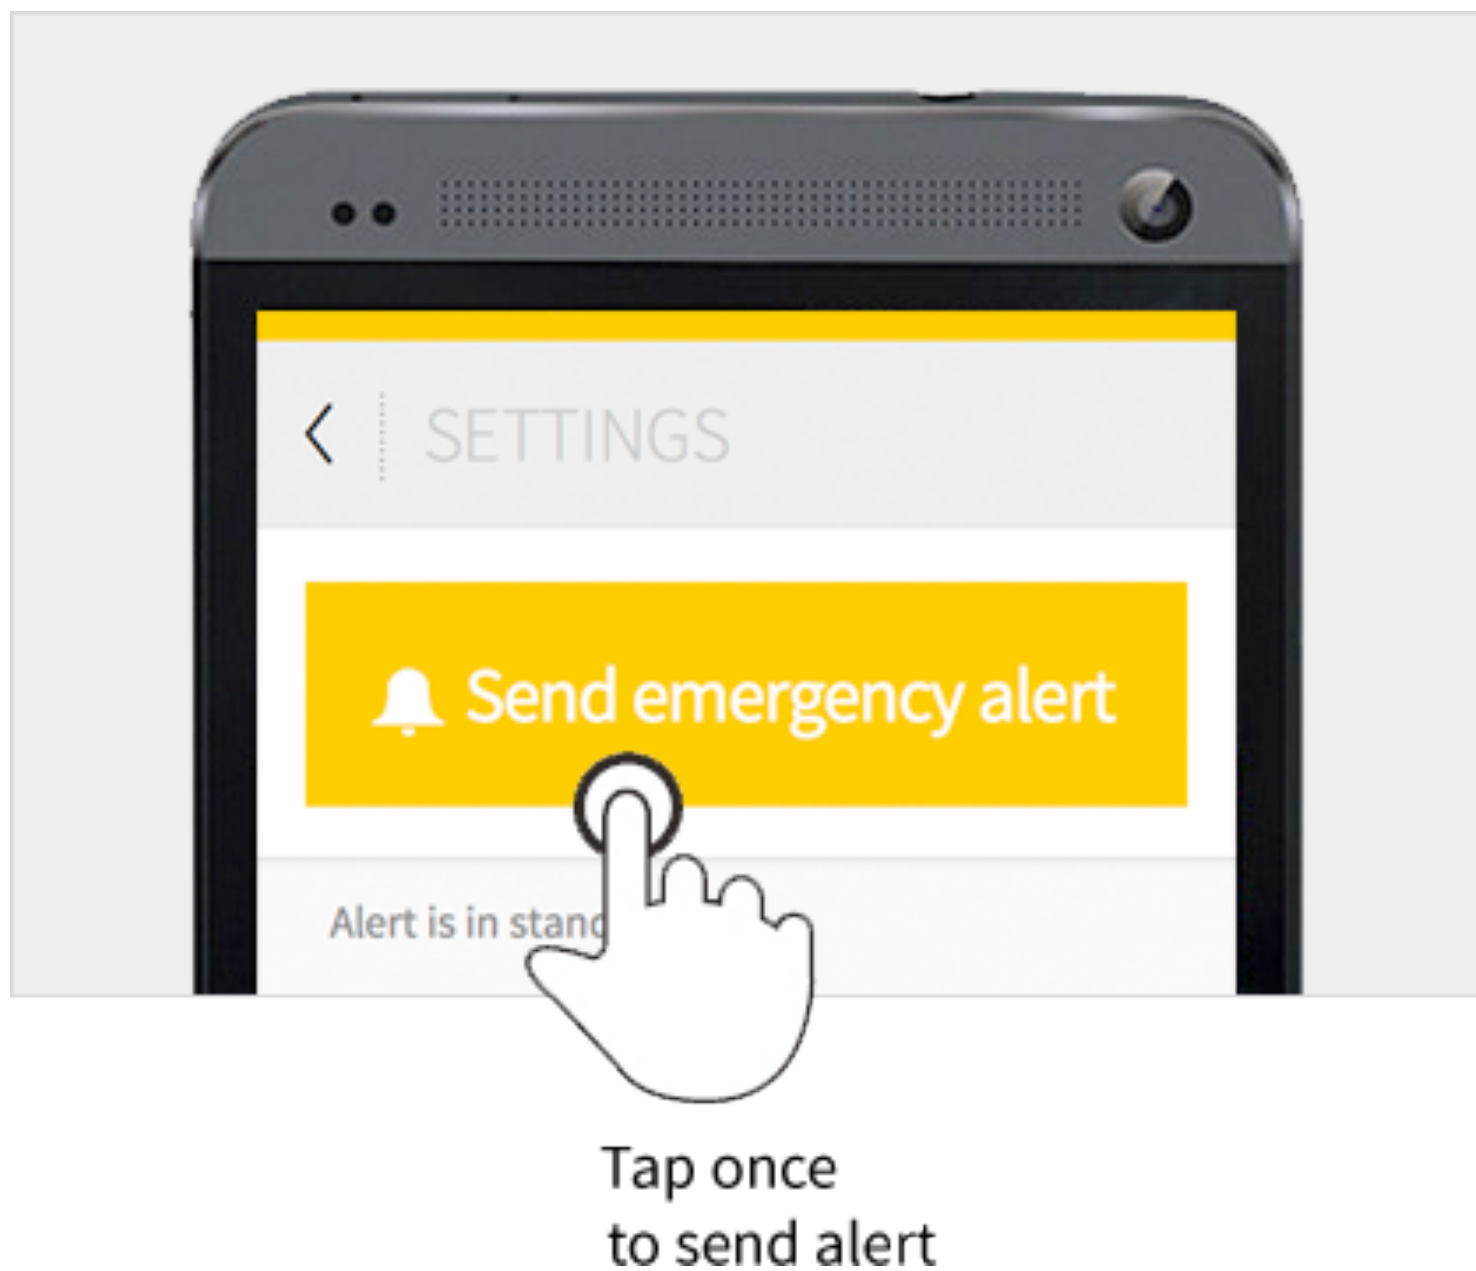 SETTINGS
Send emergency alert
Alert is in stand
Tap once
to send alert